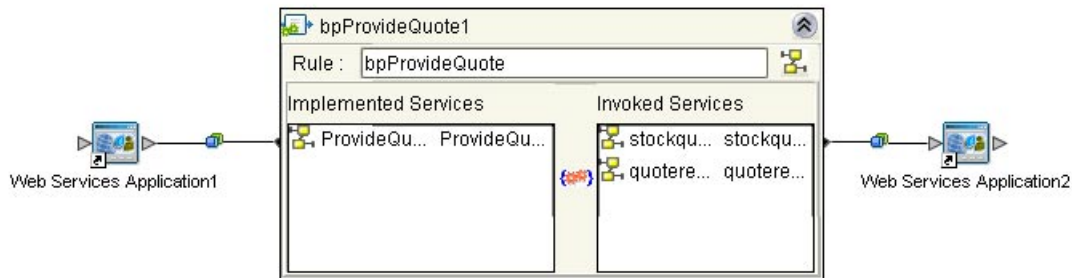 bpProvideQuote1
Rule : bpProvideQuote
Implemented Services Invoked Services
ProvideQu... ProvideQu... stockqu... stockqu...
quotere... quotere...
Web Services Application1 Web Services Application2